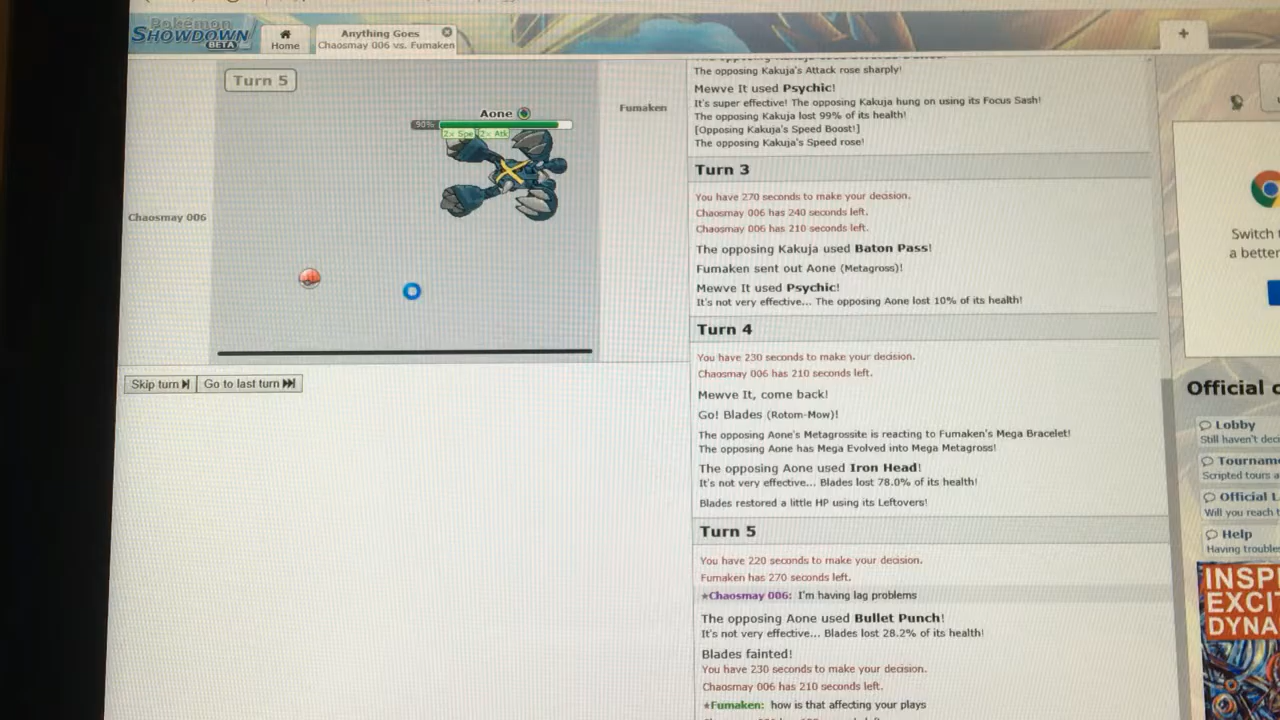 Pokémon
SHOWDOWN
BETA
Home
Anything Goes
Chaosmay 006 vs. Fumaken
+
Turn 5
Aone
90%
2× Spe 2× Atk
Fumaken
Chaosmay 006
Skip turn
Go to last turn
The opposing Kakuja's Attack rose sharply!
Mewve It used Psychic!
It's super effective! The opposing Kakuja hung on using its Focus Sash!
The opposing Kakuja lost 99% of its health!
[Opposing Kakuja's Speed Boost!]
The opposing Kakuja's Speed rose!
Turn 3
You have 270 seconds to make your decision.
Chaosmay 006 has 240 seconds left.
Chaosmay 006 has 210 seconds left.
The opposing Kakuja used Baton Pass!
Fumaken sent out Aone (Metagross)!
Mewve It used Psychic!
It's not very effective... The opposing Aone lost 10% of its health!
Turn 4
You have 230 seconds to make your decision.
Chaosmay 006 has 210 seconds left.
Mewve It, come back!
Go! Blades (Rotom-Mow)!
The opposing Aone's Metagrossite is reacting to Fumaken's Mega Bracelet!
The opposing Aone has Mega Evolved into Mega Metagross!
The opposing Aone used Iron Head!
It's not very effective... Blades lost 78.0% of its health!
Blades restored a little HP using its Leftovers!
Turn 5
You have 220 seconds to make your decision.
Fumaken has 270 seconds left.
★Chaosmay 006: I'm having lag problems
The opposing Aone used Bullet Punch!
It's not very effective... Blades lost 28.2% of its health!
Blades fainted!
You have 230 seconds to make your decision.
Chaosmay 006 has 210 seconds left.
★Fumaken: how is that affecting your plays
Switch
a better
Official
Lobby
Still haven't
Scripted tours
Official
Will you reach
Help
Having